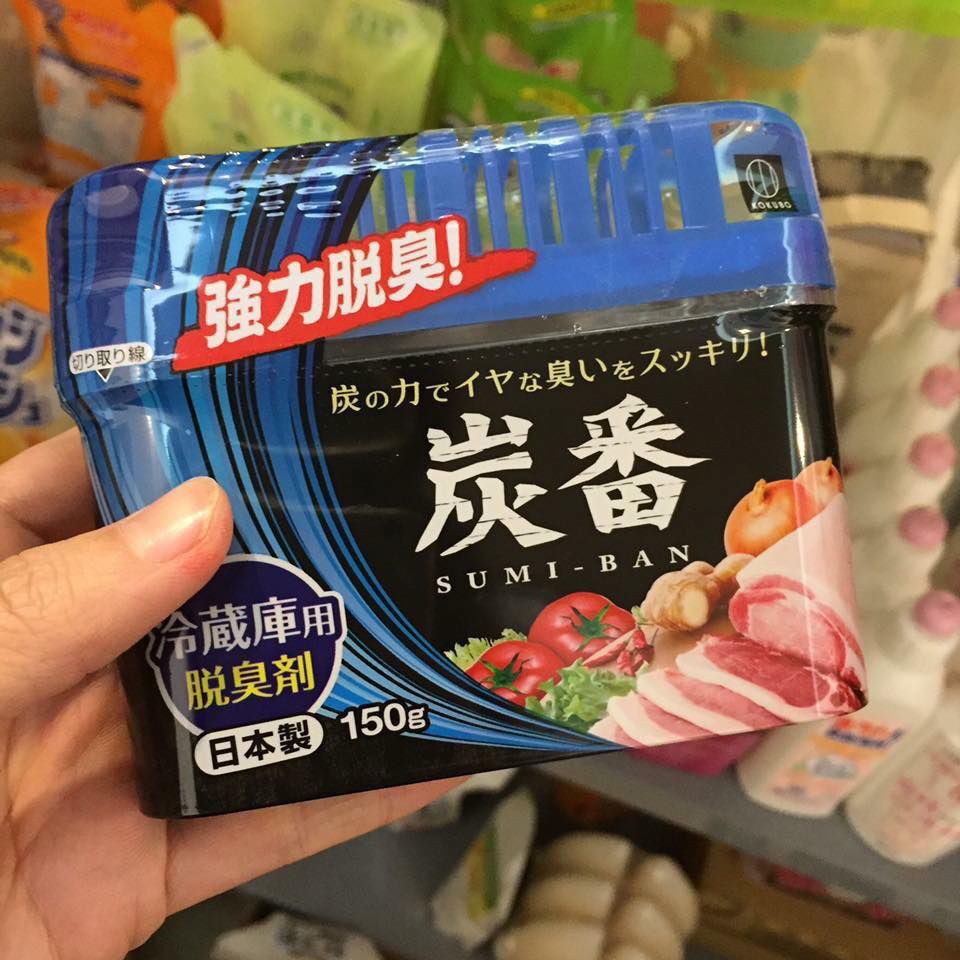 KOKUBO
強力脱臭!
切り取り線
炭の力でイヤな臭いをスッキリ!
炭番
SUMI-BAN
冷蔵庫用
脱臭剤
日本製 150g